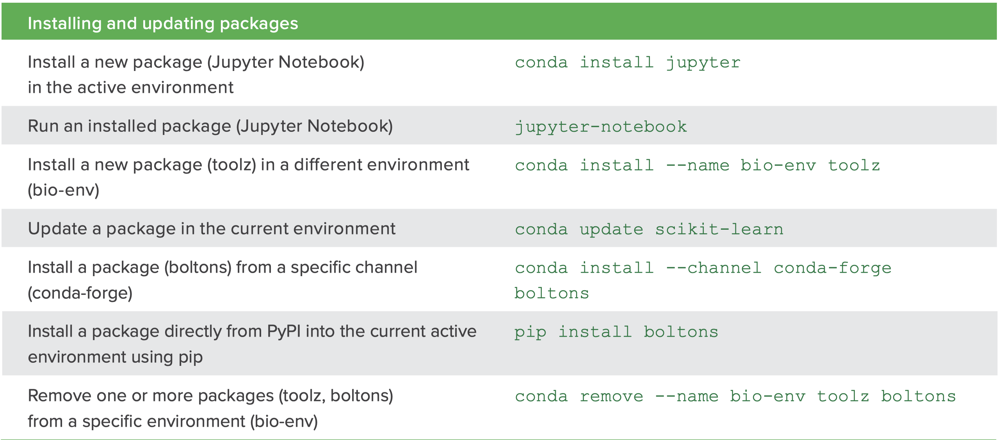 Installing and updating packages
Install a new package (Jupyter Notebook)
in the active environment
conda install jupyter
Run an installed package (Jupyter Notebook)
jupyter-notebook
Install a new package (toolz) in a different environment
(bio-env)
conda install --name bio-env toolz
Update a package in the current environment
conda update scikit-learn
Install a package (boltons) from a specific channel
(conda-forge)
conda install --channel conda-forge
boltons
Install a package directly from PyPI into the current active
environment using pip
pip install boltons
Remove one or more packages (toolz, boltons)
from a specific environment (bio-env)
conda remove --name bio-env toolz boltons